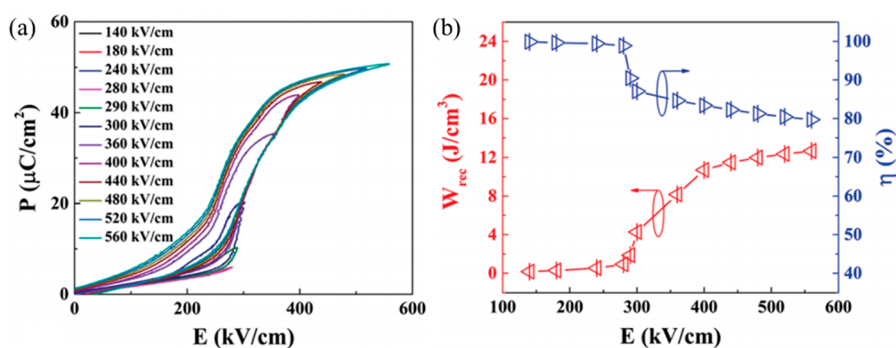 (a)
60
40
20
0
P (μC/cm²)
140 kV/cm
180 kV/cm
240 kV/cm
280 kV/cm
290 kV/cm
300 kV/cm
360 kV/cm
400 kV/cm
440 kV/cm
480 kV/cm
520 kV/cm
560 kV/cm
0 200 400 600
E (kV/cm)
(b)
24
20
16
12
8
4
0
W_rec (J/cm³)
100
90
80
70
60
50
40
η (%)
100 200 300 400 500 600
E (kV/cm)